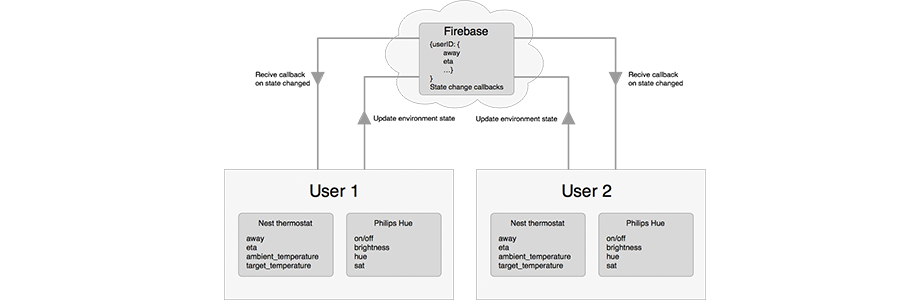 Firebase
{userID: {
away
eta
...}
}
State change callbacks
Recive callback
on state changed
Recive callback
on state changed
Update environment state
Update environment state
User 1
Nest thermostat
away
eta
ambient_temperature
target_temperature
Philips Hue
on/off
brightness
hue
sat
User 2
Nest thermostat
away
eta
ambient_temperature
target_temperature
Philips Hue
on/off
brightness
hue
sat